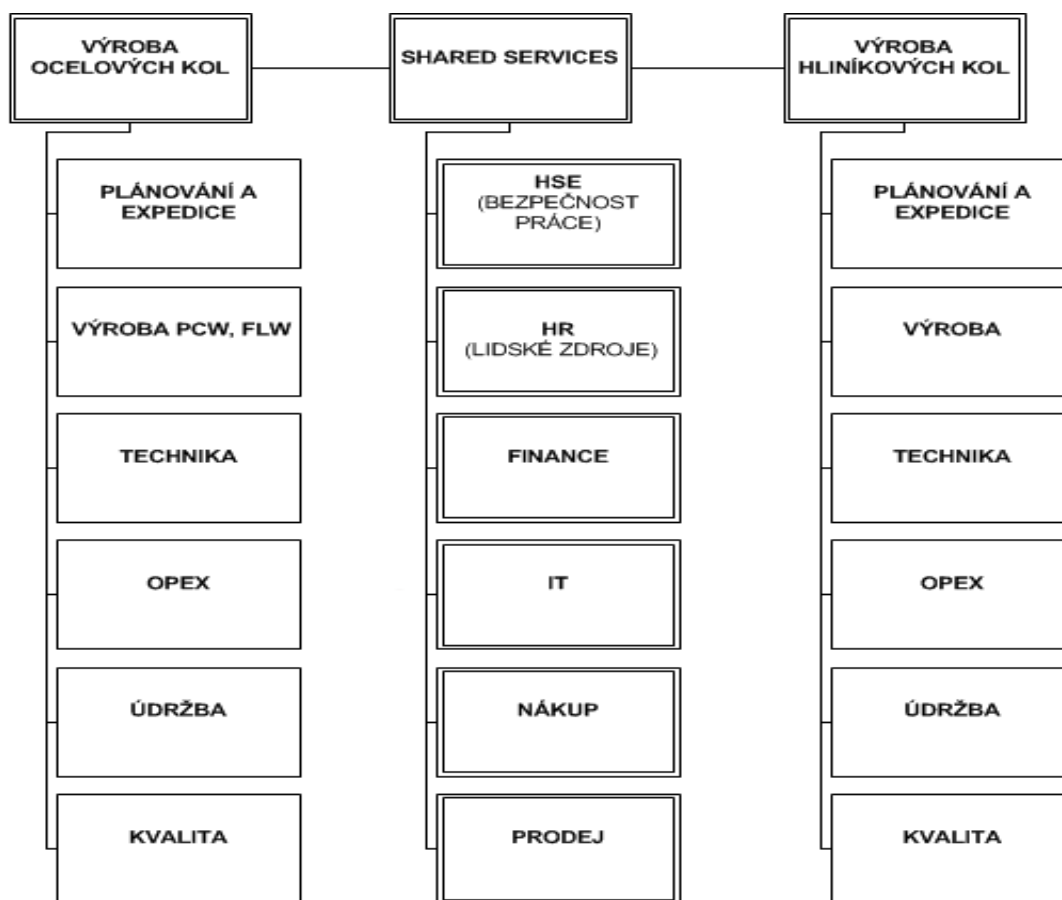 VÝROBA
OCELOVÝCH KOL
SHARED SERVICES
VÝROBA
HLINÍKOVÝCH KOL
PLÁNOVÁNÍ A
EXPEDICE
VÝROBA PCW, FLW
TECHNIKA
OPEX
ÚDRŽBA
KVALITA
HSE
(BEZPEČNOST
PRÁCE)
HR
(LIDSKÉ ZDROJE)
FINANCE
IT
NÁKUP
PRODEJ
PLÁNOVÁNÍ A
EXPEDICE
VÝROBA
TECHNIKA
OPEX
ÚDRŽBA
KVALITA